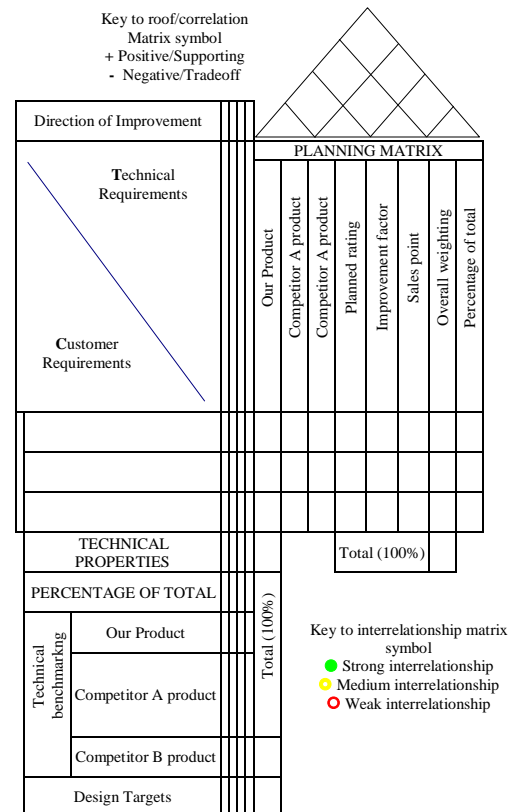 Key to roof/correlation
Matrix symbol
+ Positive/Supporting
- Negative/Tradeoff
Direction of Improvement
PLANNING MATRIX
Technical
Requirements
Customer
Requirements
Our Product
Competitor A product
Competitor A product
Planned rating
Improvement factor
Sales point
Overall weighting
Percentage of total
TECHNICAL
PROPERTIES
Total (100%)
PERCENTAGE OF TOTAL
Total (100%)
Technical
benchmarkng
Our Product
Competitor A product
Competitor B product
Design Targets
Key to interrelationship matrix
symbol
Strong interrelationship
Medium interrelationship
Weak interrelationship